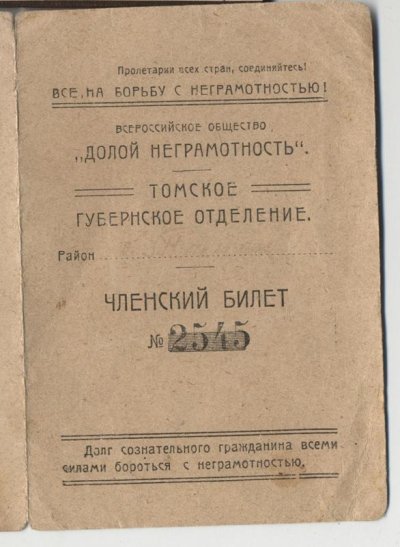 Пролетарии всех стран, соединяйтесь!
ВСЕ, НА БОРЬБУ С НЕГРАМОТНОСТЬЮ!
ВСЕРОССИЙСКОЕ ОБЩЕСТВО
„ДОЛОЙ НЕГРАМОТНОСТЬ“.
ТОМСКОЕ
ГУБЕРНСКОЕ ОТДЕЛЕНИЕ.
Район
ЧЛЕНСКИЙ БИЛЕТ
№ 2545
Долг сознательного гражданина всеми
силами бороться с неграмотностью.